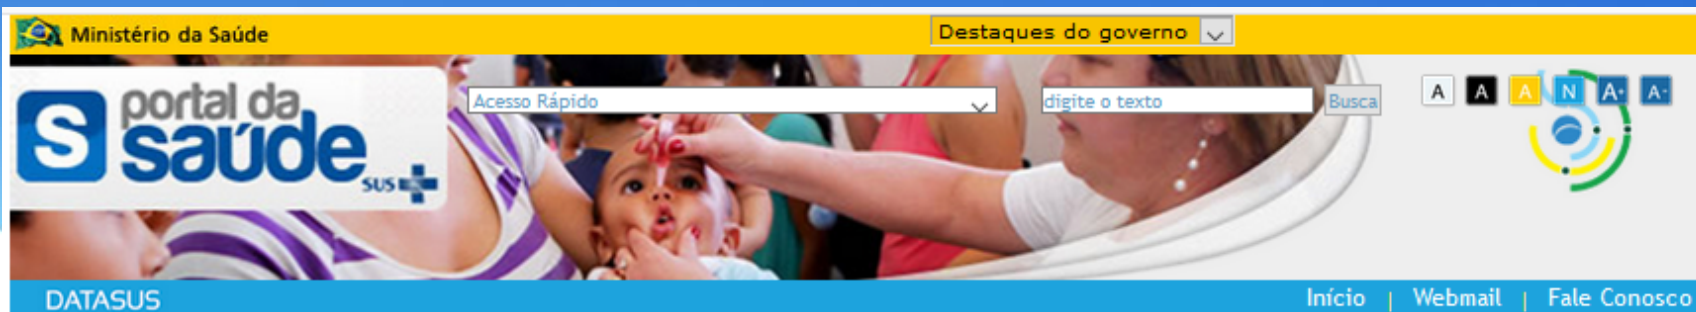 Ministério da Saúde
Destaques do governo
portal da
saúde
SUS
Acesso Rápido
digite o texto
Busca
A A A N A+ A-
DATASUS
Início | Webmail | Fale Conosco